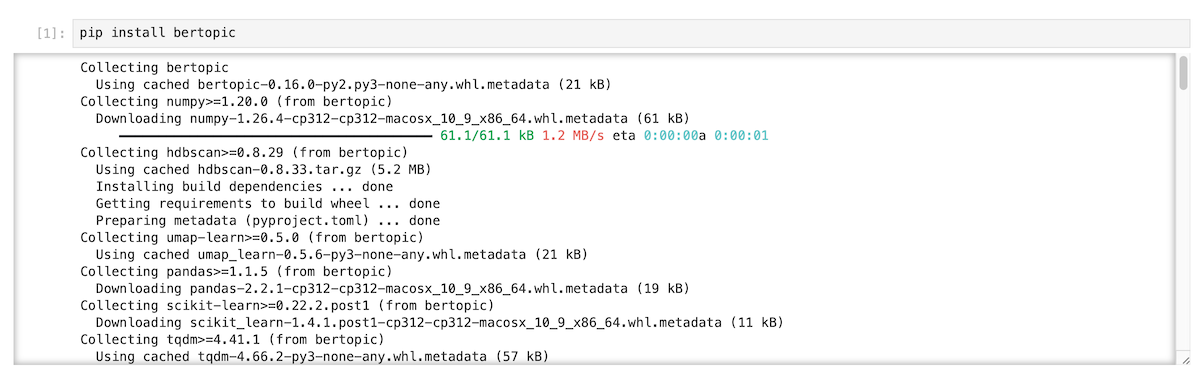 [1]: pip install bertopic
Collecting bertopic
Using cached bertopic-0.16.0-py2.py3-none-any.whl.metadata (21 kB)
Collecting numpy>=1.20.0 (from bertopic)
Downloading numpy-1.26.4-cp312-cp312-macosx_10_9_x86_64.whl.metadata (61 kB)
61.1/61.1 kB 1.2 MB/s eta 0:00:00a 0:00:01
Collecting hdbscan>=0.8.29 (from bertopic)
Using cached hdbscan-0.8.33.tar.gz (5.2 MB)
Installing build dependencies ... done
Getting requirements to build wheel ... done
Preparing metadata (pyproject.toml) ... done
Collecting umap-learn>=0.5.0 (from bertopic)
Using cached umap_learn-0.5.6-py3-none-any.whl.metadata (21 kB)
Collecting pandas>=1.1.5 (from bertopic)
Downloading pandas-2.2.1-cp312-cp312-macosx_10_9_x86_64.whl.metadata (19 kB)
Collecting scikit-learn>=0.22.2.post1 (from bertopic)
Downloading scikit_learn-1.4.1.post1-cp312-cp312-macosx_10_9_x86_64.whl.metadata (11 kB)
Collecting tqdm>=4.41.1 (from bertopic)
Using cached tqdm-4.66.2-py3-none-any.whl.metadata (57 kB)